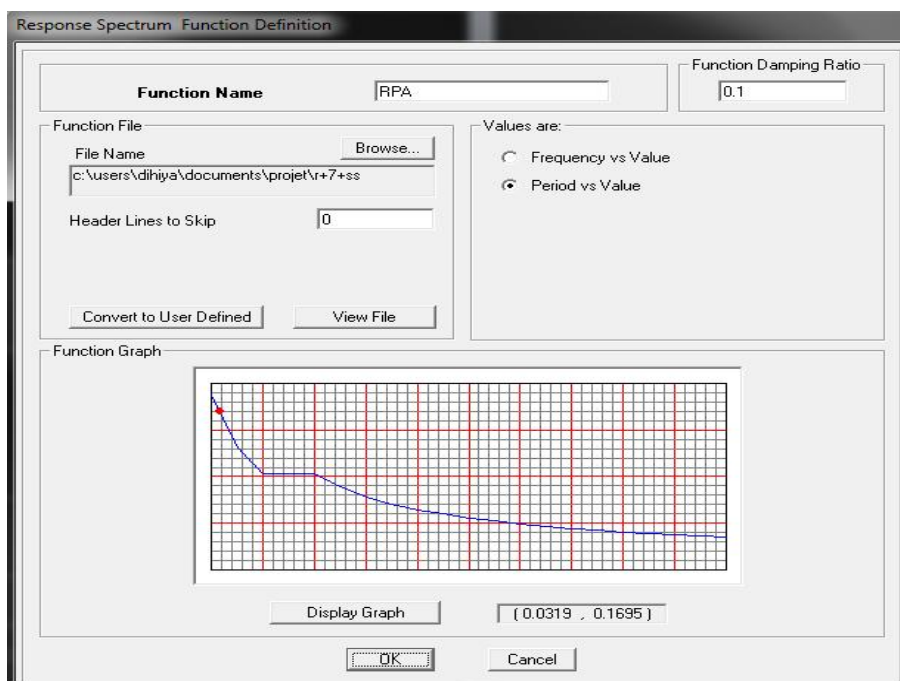 Response Spectrum Function Definition
Function Name
RPA
Function Damping Ratio
0.1
Function File
File Name
Browse...
c:\users\dihiya\documents\projet\r+7+ss
Header Lines to Skip
0
Convert to User Defined
View File
Values are:
Frequency vs Value
Period vs Value
Function Graph
Display Graph
(0.0319 , 0.1695)
OK
Cancel